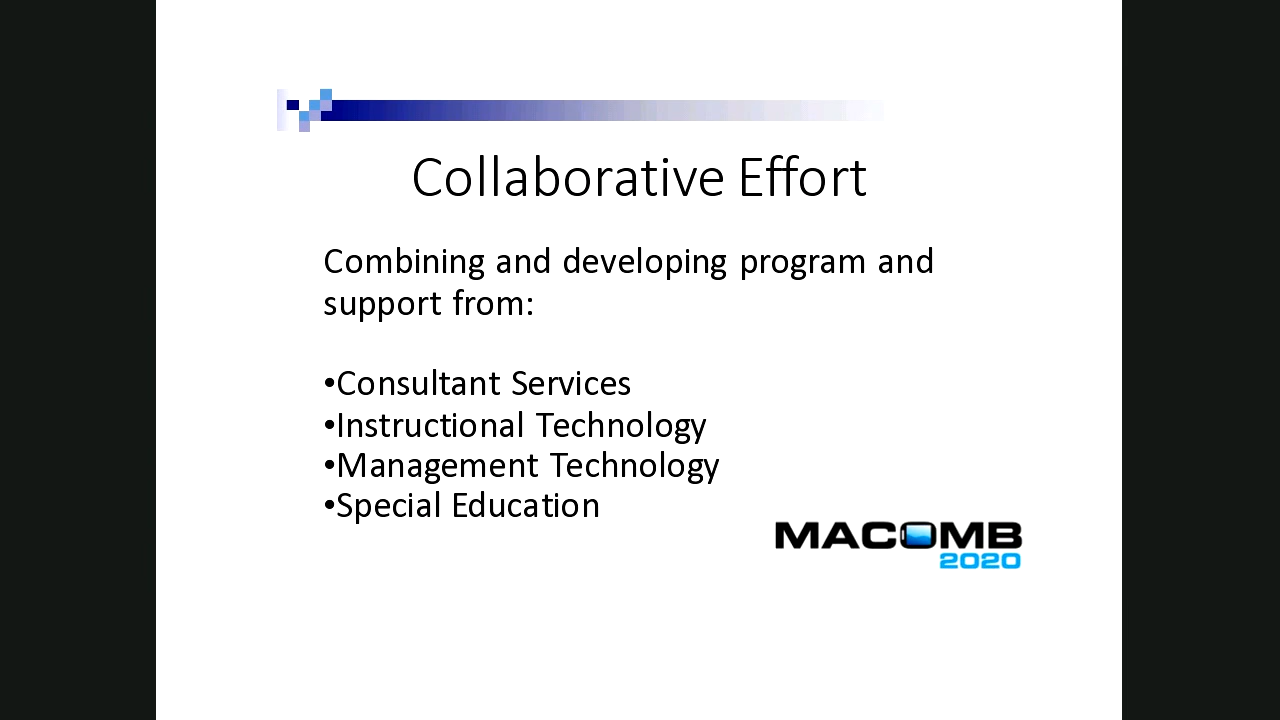 Collaborative Effort
Combining and developing program and
support from:
•Consultant Services
•Instructional Technology
•Management Technology
•Special Education
MACOMB
2020